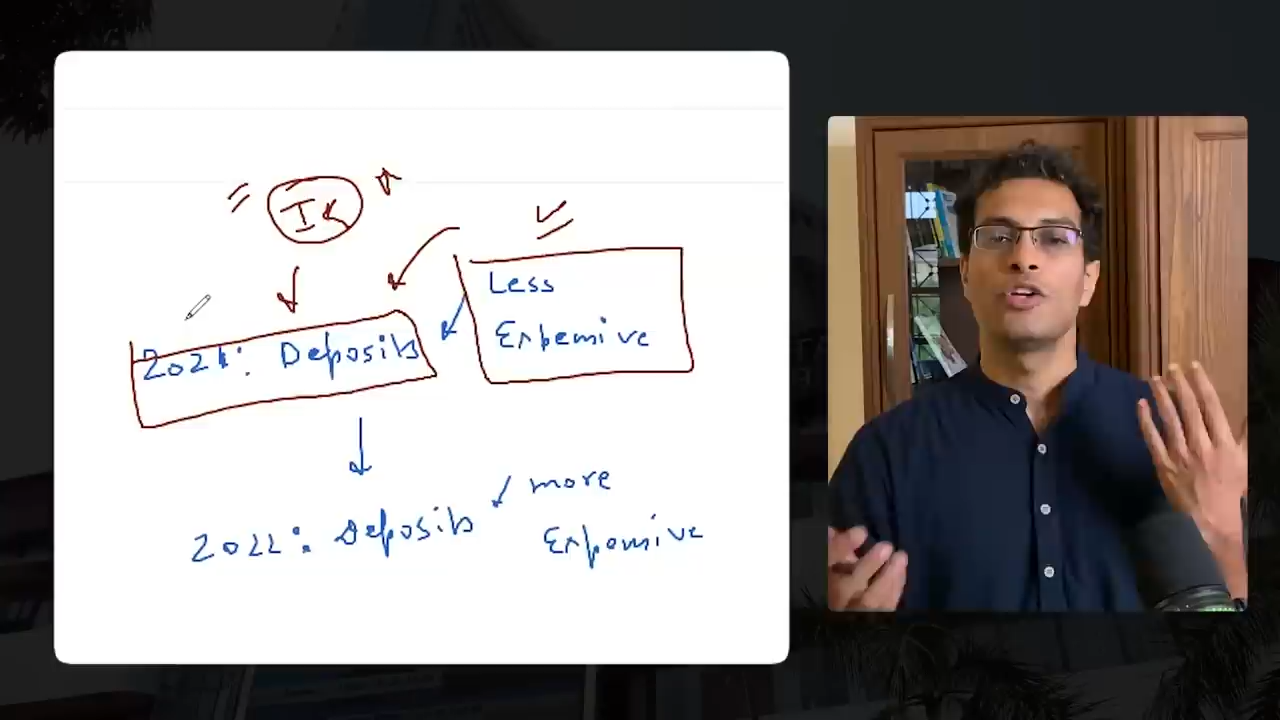 IR
2021: Deposits
Less
Expensive
2022: Deposits
more
Expensive